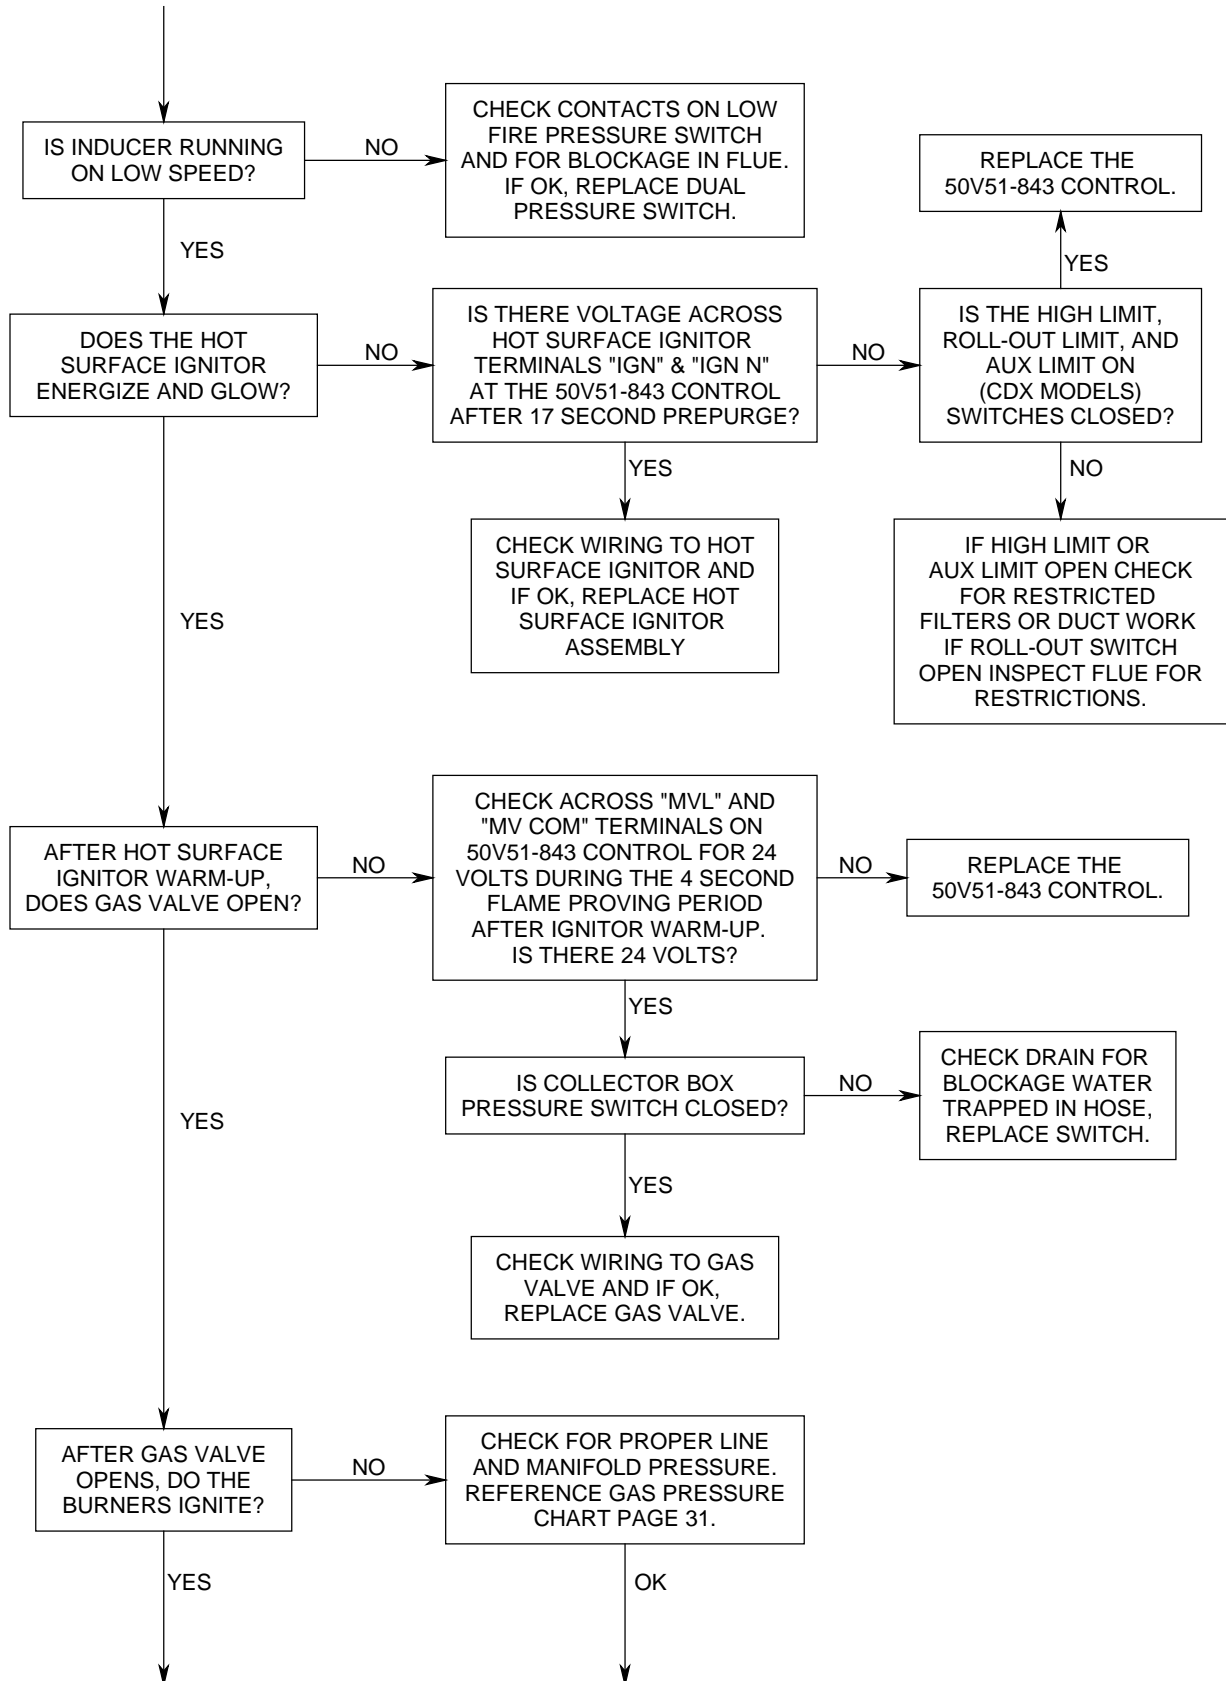 IS INDUCER RUNNING
ON LOW SPEED?
NO
CHECK CONTACTS ON LOW
FIRE PRESSURE SWITCH
AND FOR BLOCKAGE IN FLUE.
IF OK, REPLACE DUAL
PRESSURE SWITCH.
REPLACE THE
50V51-843 CONTROL.
YES
YES
DOES THE HOT
SURFACE IGNITOR
ENERGIZE AND GLOW?
NO
IS THERE VOLTAGE ACROSS
HOT SURFACE IGNITOR
TERMINALS "IGN" & "IGN N"
AT THE 50V51-843 CONTROL
AFTER 17 SECOND PREPURGE?
NO
IS THE HIGH LIMIT,
ROLL-OUT LIMIT, AND
AUX LIMIT ON
(CDX MODELS)
SWITCHES CLOSED?
YES
NO
CHECK WIRING TO HOT
SURFACE IGNITOR AND
IF OK, REPLACE HOT
SURFACE IGNITOR
ASSEMBLY
IF HIGH LIMIT OR
AUX LIMIT OPEN CHECK
FOR RESTRICTED
FILTERS OR DUCT WORK
IF ROLL-OUT SWITCH
OPEN INSPECT FLUE FOR
RESTRICTIONS.
YES
AFTER HOT SURFACE
IGNITOR WARM-UP,
DOES GAS VALVE OPEN?
NO
CHECK ACROSS "MVL" AND
"MV COM" TERMINALS ON
50V51-843 CONTROL FOR 24
VOLTS DURING THE 4 SECOND
FLAME PROVING PERIOD
AFTER IGNITOR WARM-UP.
IS THERE 24 VOLTS?
NO
REPLACE THE
50V51-843 CONTROL.
YES
IS COLLECTOR BOX
PRESSURE SWITCH CLOSED?
NO
CHECK DRAIN FOR
BLOCKAGE WATER
TRAPPED IN HOSE,
REPLACE SWITCH.
YES
YES
CHECK WIRING TO GAS
VALVE AND IF OK,
REPLACE GAS VALVE.
AFTER GAS VALVE
OPENS, DO THE
BURNERS IGNITE?
NO
CHECK FOR PROPER LINE
AND MANIFOLD PRESSURE.
REFERENCE GAS PRESSURE
CHART PAGE 31.
YES
OK